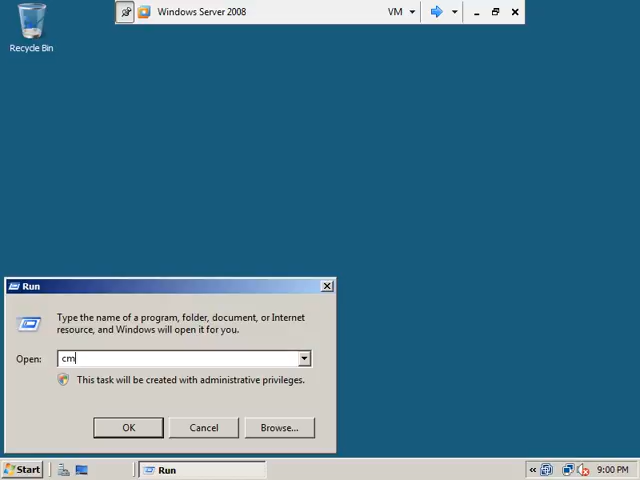 Windows Server 2008
VM
Recycle Bin
Run
Type the name of a program, folder, document, or Internet
resource, and Windows will open it for you.
Open:
cm
This task will be created with administrative privileges.
OK
Cancel
Browse...
Start
Run
9:00 PM